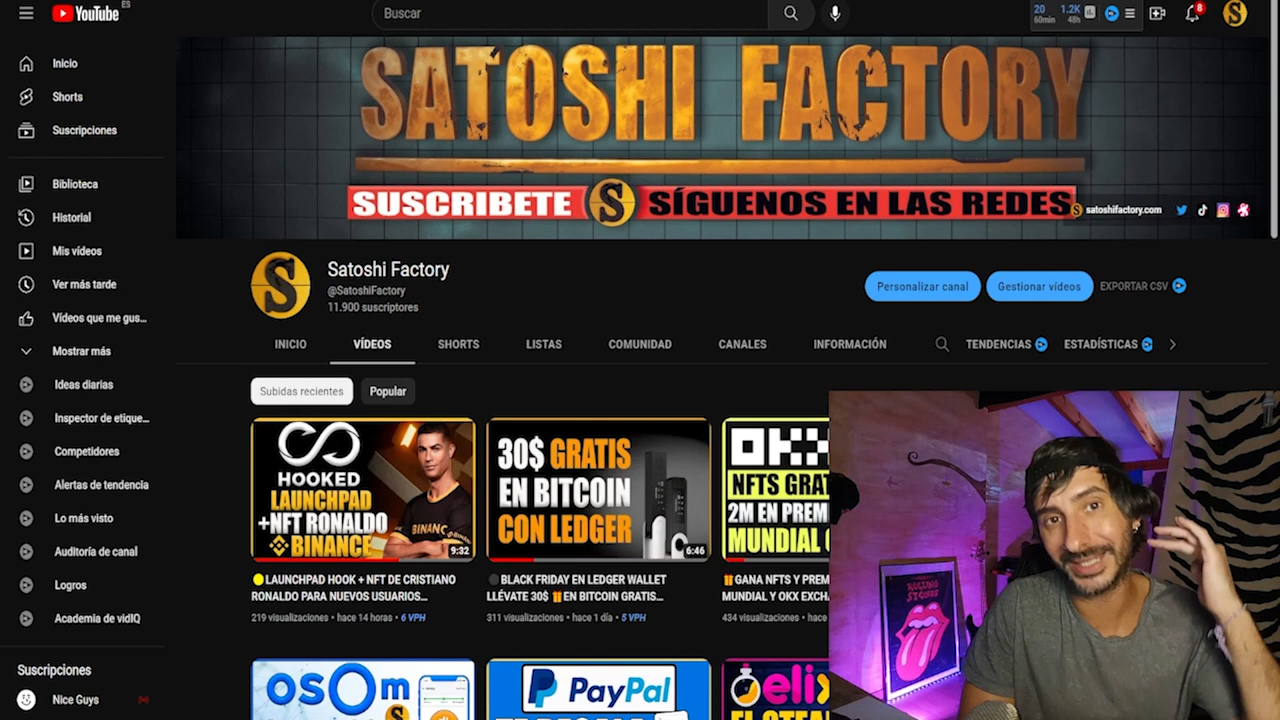 YouTube ES
Buscar
20 1.2K
60min 48h
8
Inicio
Shorts
Suscripciones
Biblioteca
Historial
Mis vídeos
Ver más tarde
Vídeos que me gus...
Mostrar más
Ideas diarias
Inspector de etique...
Competidores
Alertas de tendencia
Lo más visto
Auditoría de canal
Logros
Academia de vidIQ
Suscripciones
Nice Guys
SATOSHI FACTORY
SUSCRIBETE S SÍGUENOS EN LAS REDES
satoshifactory.com
Satoshi Factory
@SatoshiFactory
11.900 suscriptores
Personalizar canal
Gestionar vídeos
EXPORTAR CSV
INICIO
VÍDEOS
SHORTS
LISTAS
COMUNIDAD
CANALES
INFORMACIÓN
TENDENCIAS
ESTADÍSTICAS
Subidas recientes
Popular
HOOKED
LAUNCHPAD
+NFT RONALDO
BINANCE
BINANC
9:32
LAUNCHPAD HOOK + NFT DE CRISTIANO
RONALDO PARA NUEVOS USUARIOS...
219 visualizaciones • hace 14 horas • 6 VPH
30$ GRATIS
EN BITCOIN
CON LEDGER
6:46
BLACK FRIDAY EN LEDGER WALLET
LLÉVATE 30$ EN BITCOIN GRATIS...
311 visualizaciones • hace 1 día • 5 VPH
OKX
NFTS GRAT
2M EN PREM
MUNDIAL
GANA NFTS Y PREM
MUNDIAL Y OKX EXCHA
434 visualizaciones • hace
osom
PayPal
elix
ROLLING
STONES